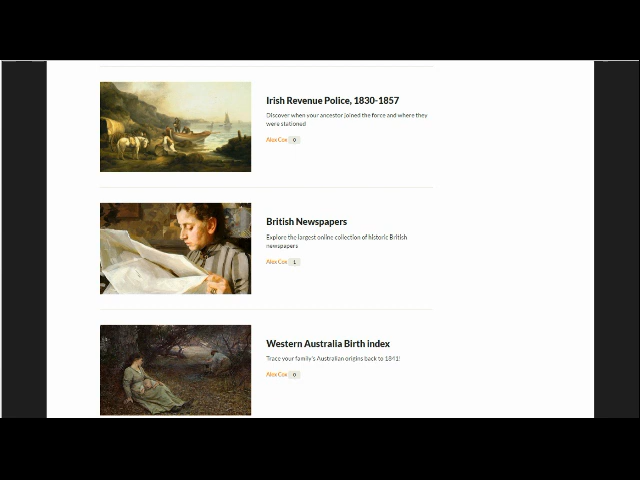 Irish Revenue Police, 1830-1857
Discover when your ancestor joined the force and where they
were stationed
Alex Cox 0
British Newspapers
Explore the largest online collection of historic British
newspapers
Alex Cox 1
Western Australia Birth index
Trace your family's Australian origins back to 1841!
Alex Cox 0